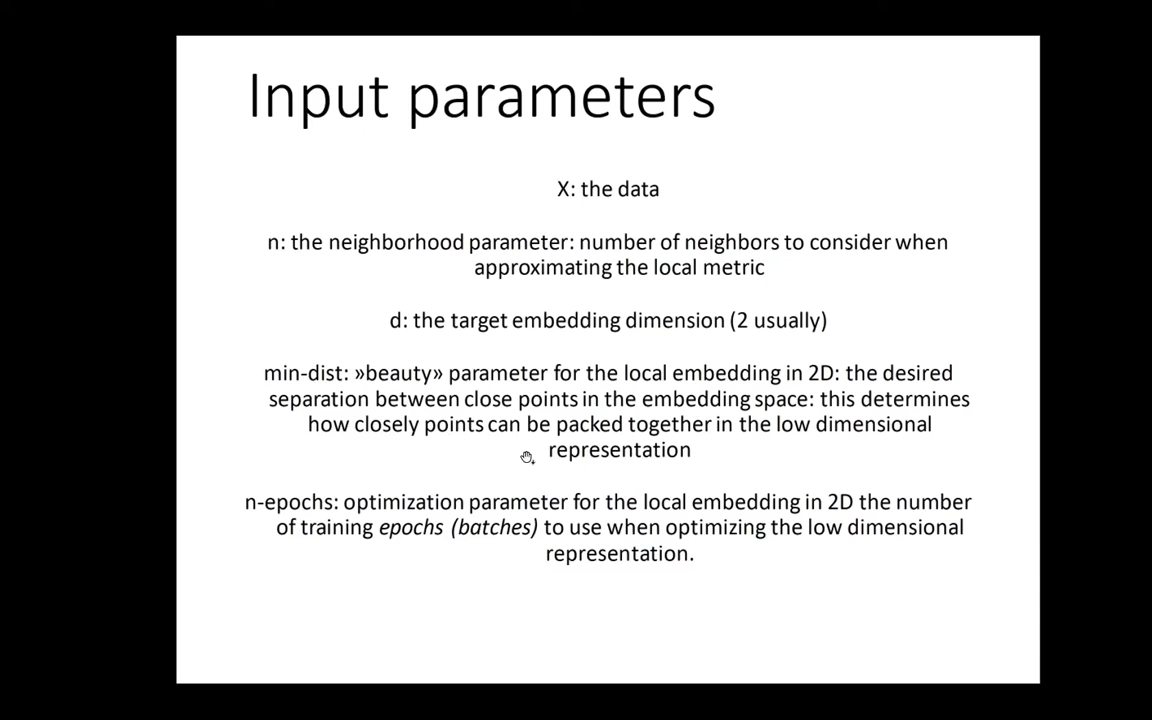 Input parameters
X: the data
n: the neighborhood parameter: number of neighbors to consider when
approximating the local metric
d: the target embedding dimension (2 usually)
min-dist: »beauty» parameter for the local embedding in 2D: the desired
separation between close points in the embedding space: this determines
how closely points can be packed together in the low dimensional
representation
n-epochs: optimization parameter for the local embedding in 2D the number
of training epochs (batches) to use when optimizing the low dimensional
representation.